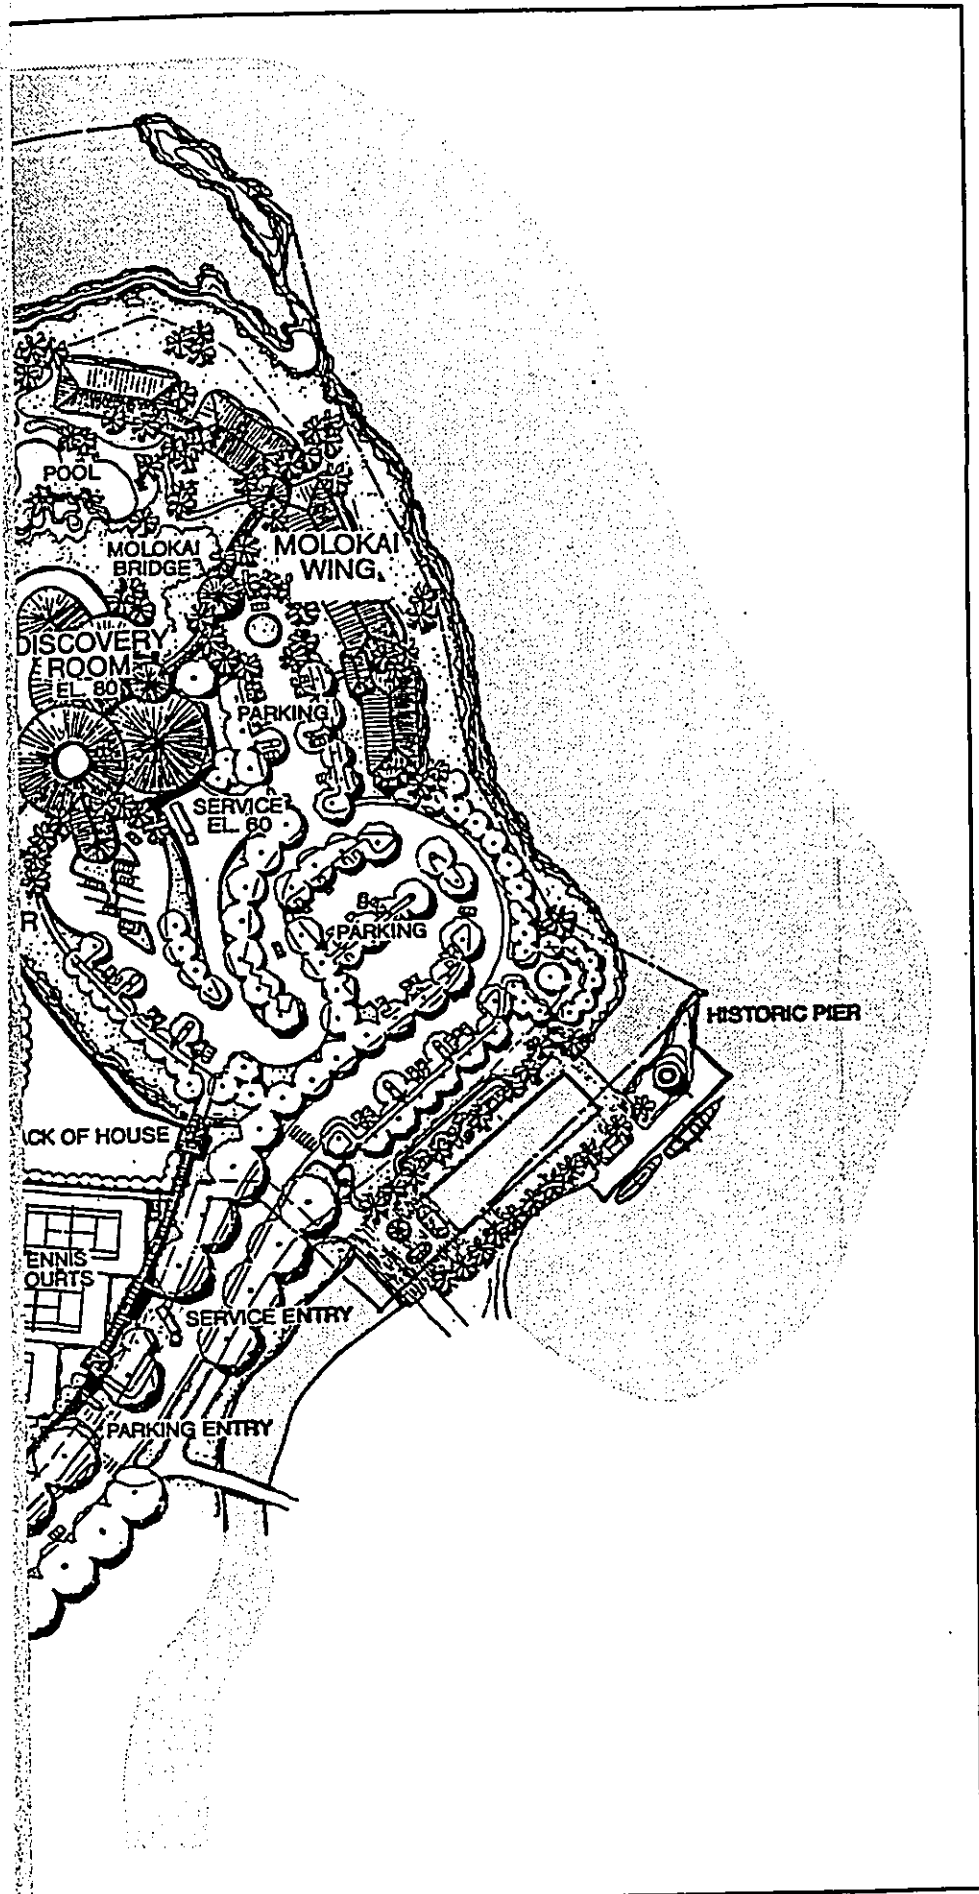 POOL
MOLOKAI
BRIDGE
MOLOKAI
WING
DISCOVERY
ROOM
EL. 80
PARKING
SERVICE
EL. 60
PARKING
R
HISTORIC PIER
ACK OF HOUSE
ENNIS
OURTS
SERVICE ENTRY
PARKING ENTRY